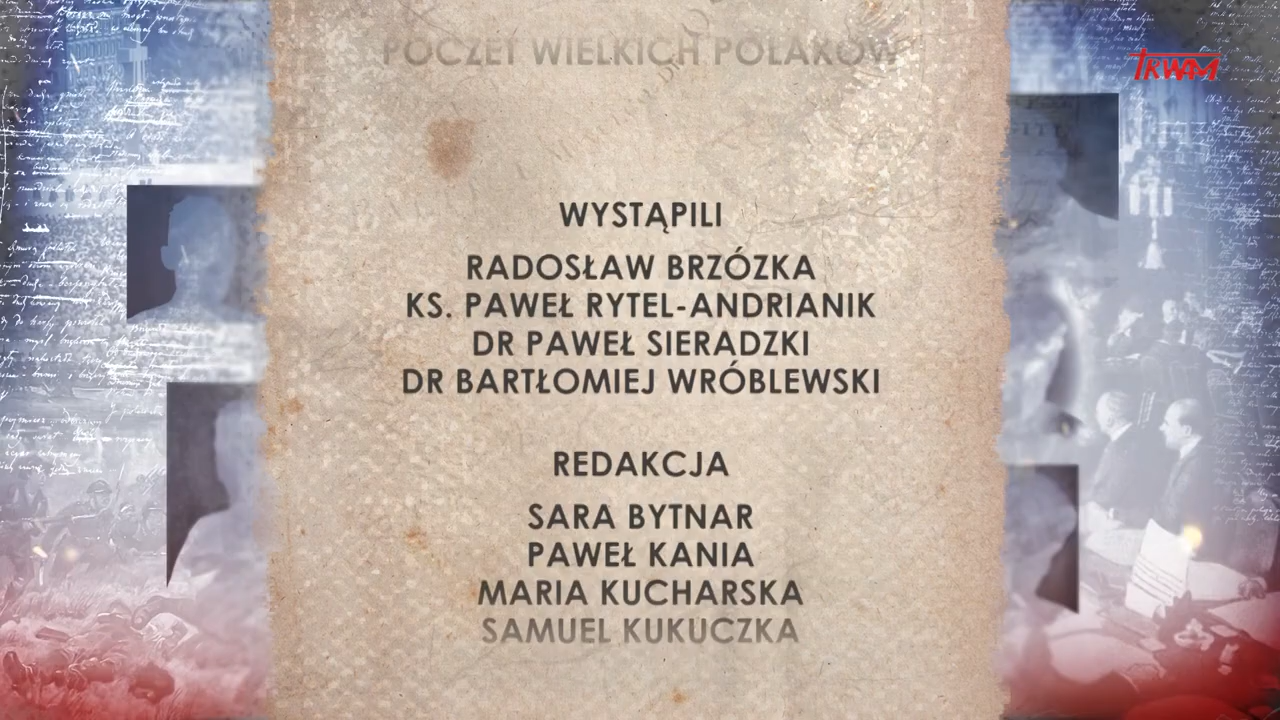 POCZET WIELKICH POLAKÓW
TRWAM
WYSTĄPILI
RADOSŁAW BRZÓZKA
KS. PAWEŁ RYTEL-ANDRIANIK
DR PAWEŁ SIERADZKI
DR BARTŁOMIEJ WRÓBLEWSKI
REDAKCJA
SARA BYTNAR
PAWEŁ KANIA
MARIA KUCHARSKA
SAMUEL KUKUCZKA